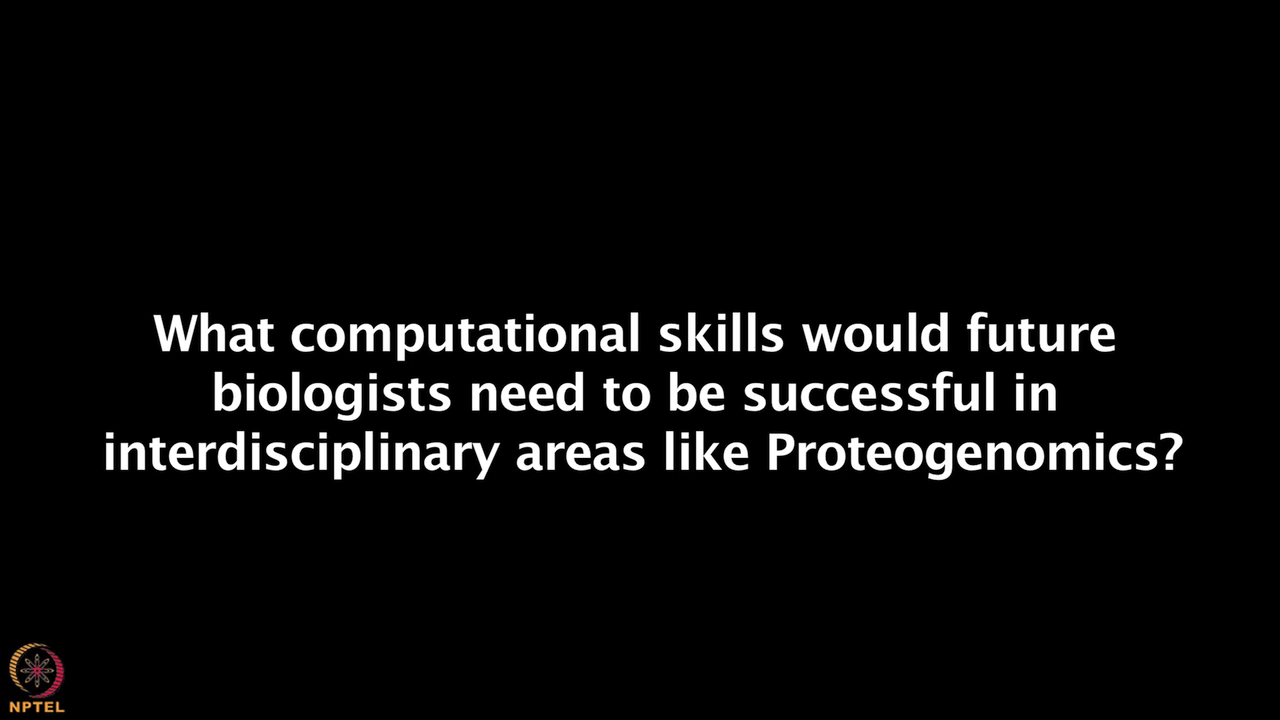 What computational skills would future
biologists need to be successful in
interdisciplinary areas like Proteogenomics?
NPTEL